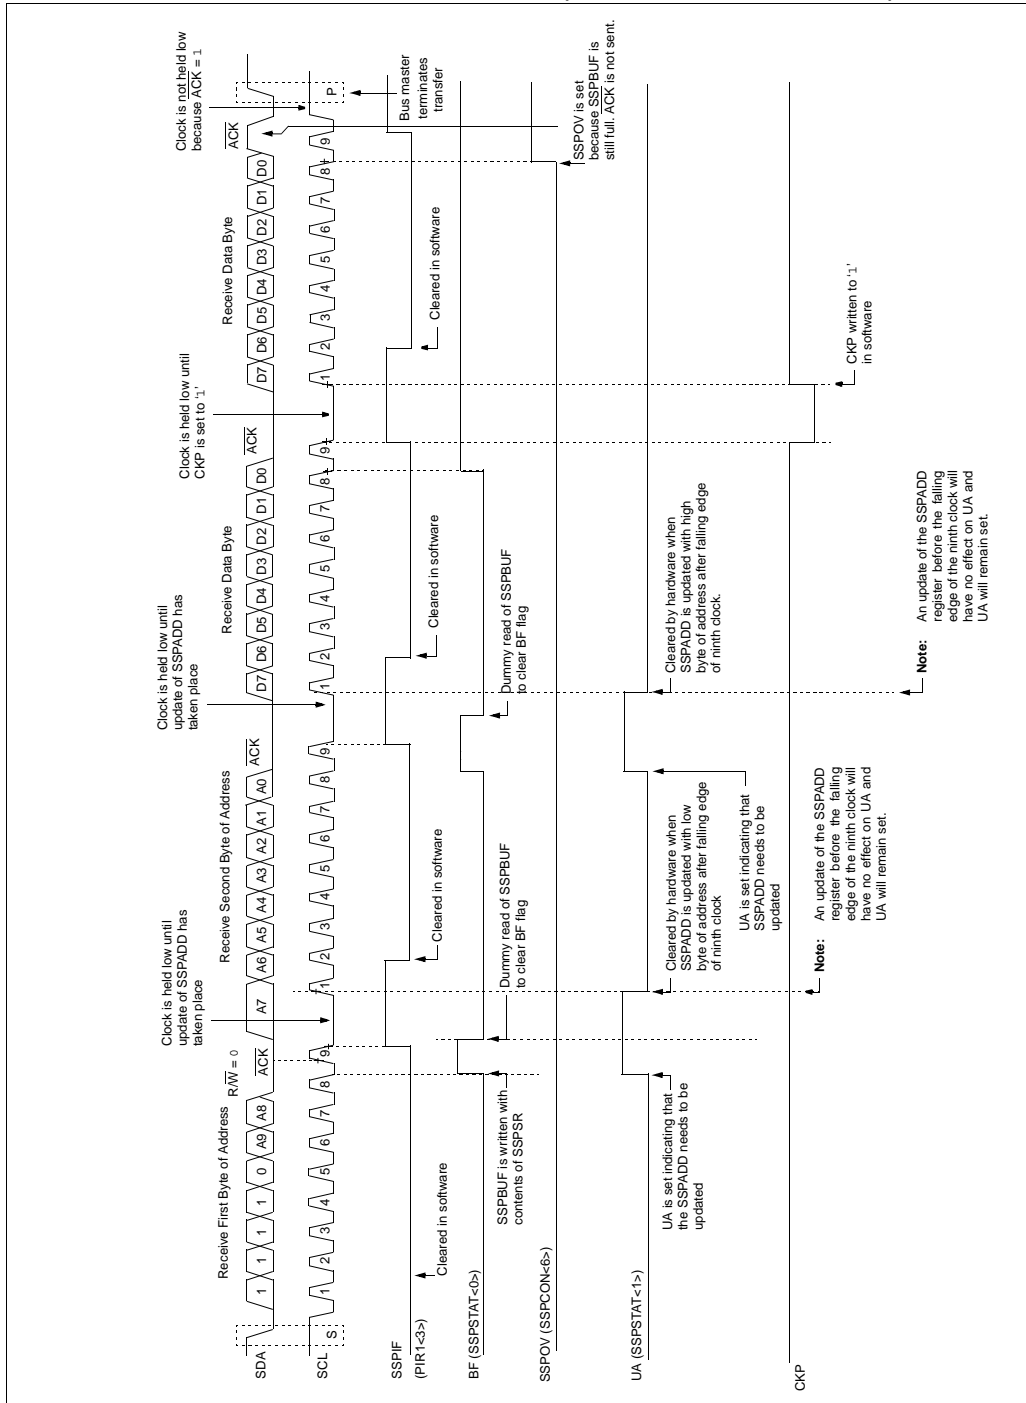 Receive First Byte of Address
R/W = 0
ACK
Clock is held low until
update of SSPADD has
taken place
Receive Second Byte of Address
ACK
Clock is held low until
update of SSPADD has
taken place
Receive Data Byte
ACK
Clock is held low until
CKP is set to ‘1’
Receive Data Byte
ACK
Clock is not held low
because ACK = 1
SDA
1 1 1 1 0 A9 A8
A7 A6 A5 A4 A3 A2 A1 A0
D7 D6 D5 D4 D3 D2 D1 D0
D7 D6 D5 D4 D3 D2 D1 D0
SCL
S
1 2 3 4 5 6 7 8 9
1 2 3 4 5 6 7 8 9
1 2 3 4 5 6 7 8 9
1 2 3 4 5 6 7 8 9
P
Bus master
terminates
transfer
SSPIF
(PIR1<3>)
Cleared in software
Cleared in software
Cleared in software
Cleared in software
BF (SSPSTAT<0>)
SSPBUF is written with
contents of SSPSR
Dummy read of SSPBUF
to clear BF flag
Dummy read of SSPBUF
to clear BF flag
SSPOV (SSPCON<6>)
SSPOV is set
because SSPBUF is
still full. ACK is not sent.
UA (SSPSTAT<1>)
UA is set indicating that
the SSPADD needs to be
updated
Cleared by hardware when
SSPADD is updated with low
byte of address after falling edge
of ninth clock
UA is set indicating that
SSPADD needs to be
updated
Cleared by hardware when
SSPADD is updated with high
byte of address after falling edge
of ninth clock.
CKP
CKP written to ‘1’
in software
Note: An update of the SSPADD
register before the falling
edge of the ninth clock will
have no effect on UA and
UA will remain set.
Note: An update of the SSPADD
register before the falling
edge of the ninth clock will
have no effect on UA and
UA will remain set.